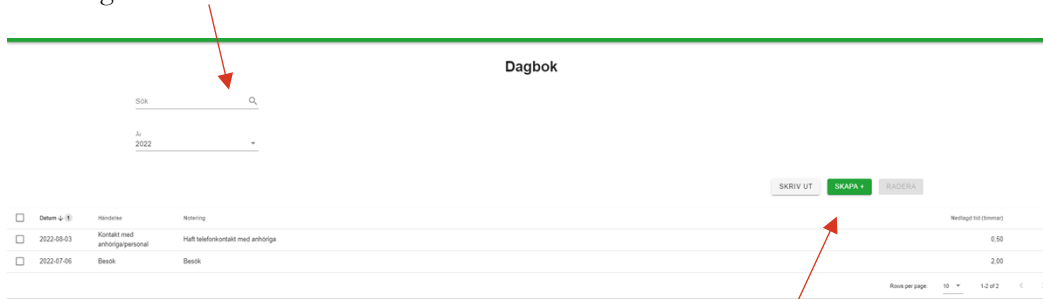 Dagbok
Sök
År
2022
SKRIV UT SKAPA + RADERA
Datum ↓ 1 Händelse Notering Nedlagd tid (timmar)
2022-08-03 Kontakt med anhöriga/personal Haft telefonkontakt med anhöriga 0,50
2022-07-06 Besök Besök 2,00
Rows per page: 10 1-2 of 2